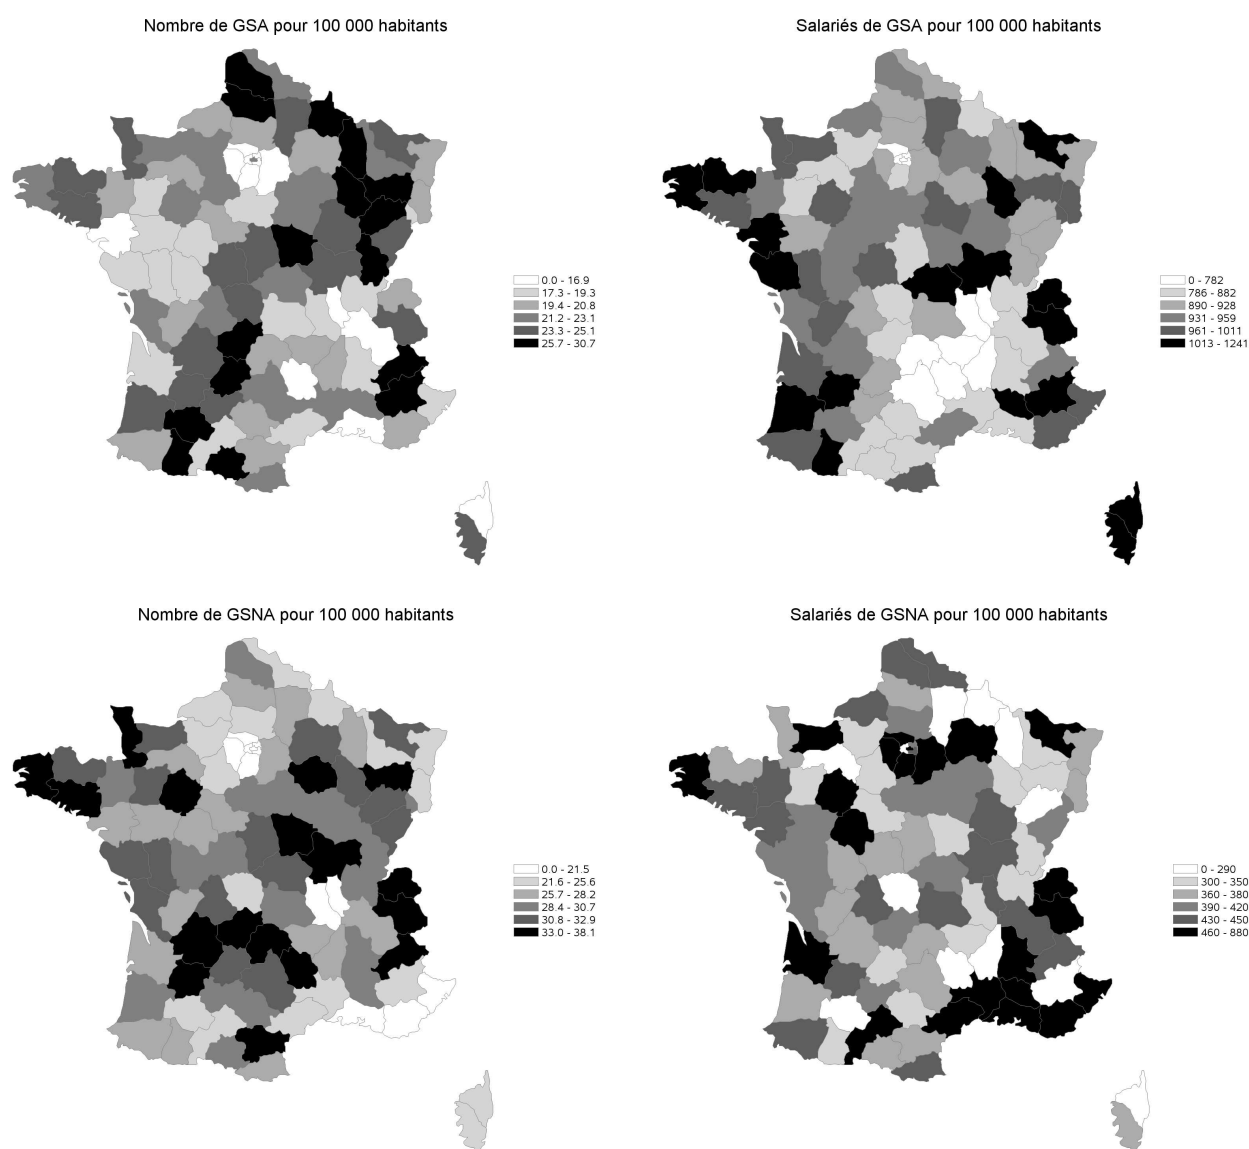 Nombre de GSA pour 100 000 habitants
0.0 - 16.9
17.3 - 19.3
19.4 - 20.8
21.2 - 23.1
23.3 - 25.1
25.7 - 30.7
Salariés de GSA pour 100 000 habitants
0 - 782
786 - 882
890 - 928
931 - 959
961 - 1011
1013 - 1241
Nombre de GSNA pour 100 000 habitants
0.0 - 21.5
21.6 - 25.6
25.7 - 28.2
28.4 - 30.7
30.8 - 32.9
33.0 - 38.1
Salariés de GSNA pour 100 000 habitants
0 - 290
300 - 350
360 - 380
390 - 420
430 - 450
460 - 880